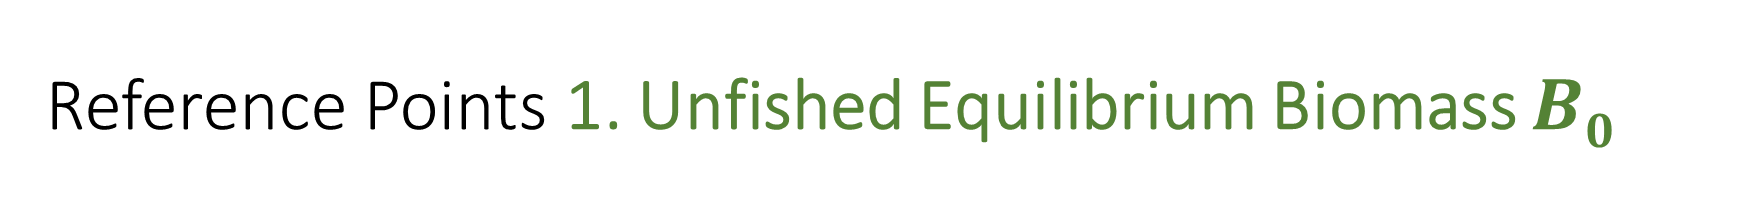 Reference Points 1. Unfished Equilibrium Biomass B₀